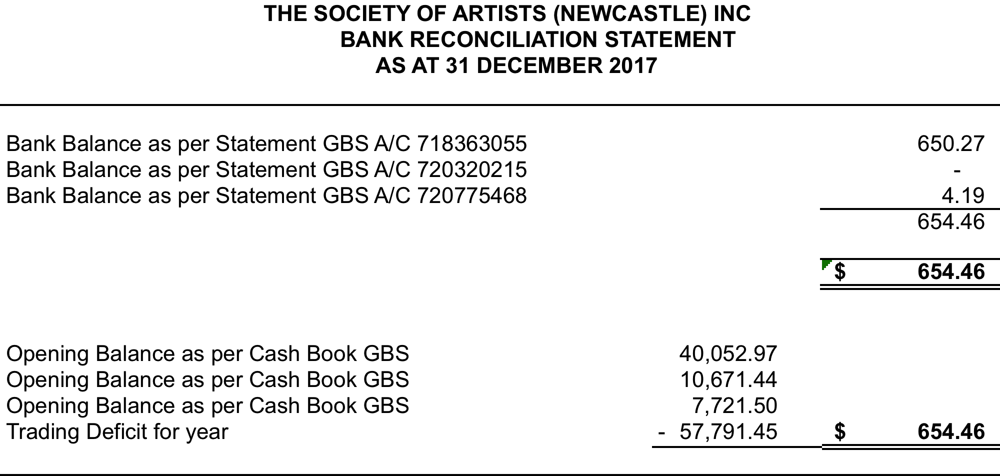 THE SOCIETY OF ARTISTS (NEWCASTLE) INC
BANK RECONCILIATION STATEMENT
AS AT 31 DECEMBER 2017
Bank Balance as per Statement GBS A/C 718363055 650.27
Bank Balance as per Statement GBS A/C 720320215 -
Bank Balance as per Statement GBS A/C 720775468 4.19
654.46
$ 654.46
Opening Balance as per Cash Book GBS 40,052.97
Opening Balance as per Cash Book GBS 10,671.44
Opening Balance as per Cash Book GBS 7,721.50
Trading Deficit for year - 57,791.45 $ 654.46